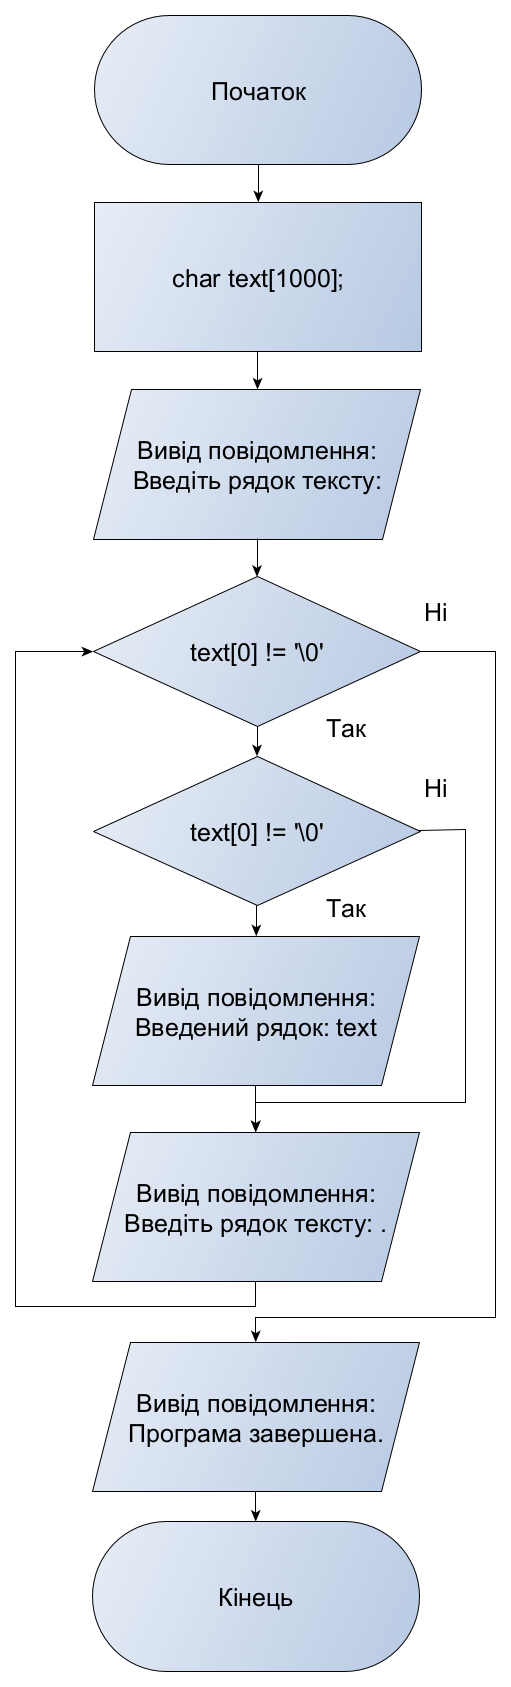 Початок
char text[1000];
Вивід повідомлення:
Введіть рядок тексту:
Ні
text[0] != '\0'
Так
Ні
text[0] != '\0'
Так
Вивід повідомлення:
Введений рядок: text
Вивід повідомлення:
Введіть рядок тексту: .
Вивід повідомлення:
Програма завершена.
Кінець